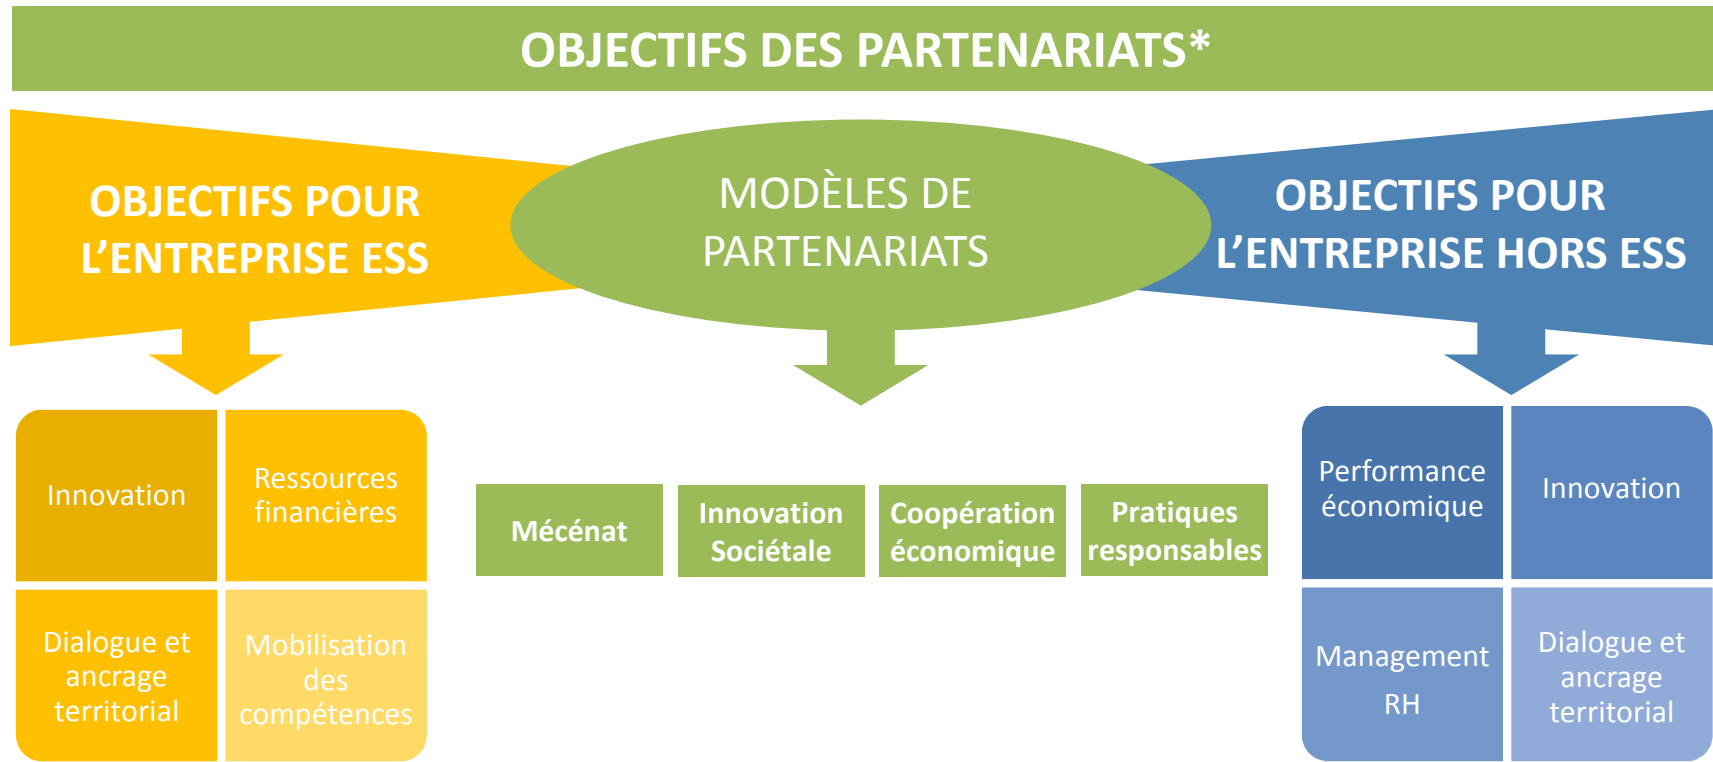 OBJECTIFS DES PARTENARIATS*
OBJECTIFS POUR
L’ENTREPRISE ESS
MODÈLES DE
PARTENARIATS
OBJECTIFS POUR
L’ENTREPRISE HORS ESS
Innovation
Ressources
financières
Dialogue et
ancrage
territorial
Mobilisation
des
compétences
Mécénat
Innovation
Sociétale
Coopération
économique
Pratiques
responsables
Performance
économique
Innovation
Management
RH
Dialogue et
ancrage
territorial